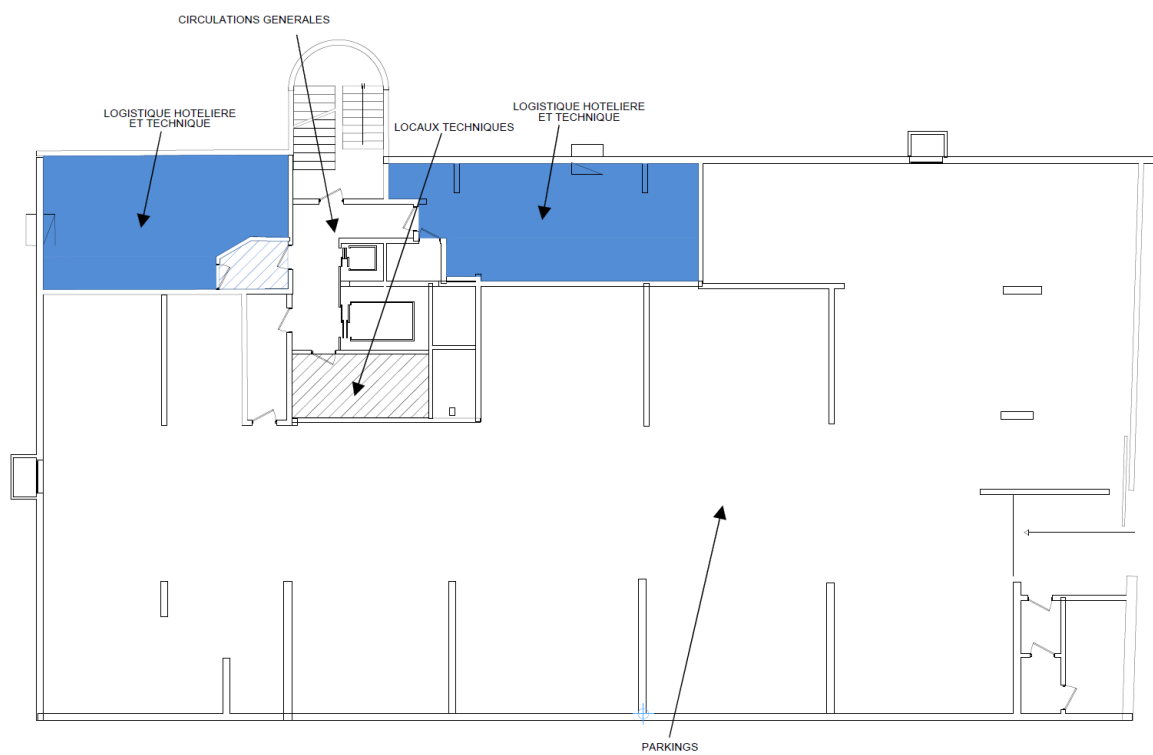 CIRCULATIONS GENERALES
LOGISTIQUE HOTELIERE
ET TECHNIQUE
LOCAUX TECHNIQUES
LOGISTIQUE HOTELIERE
ET TECHNIQUE
PARKINGS